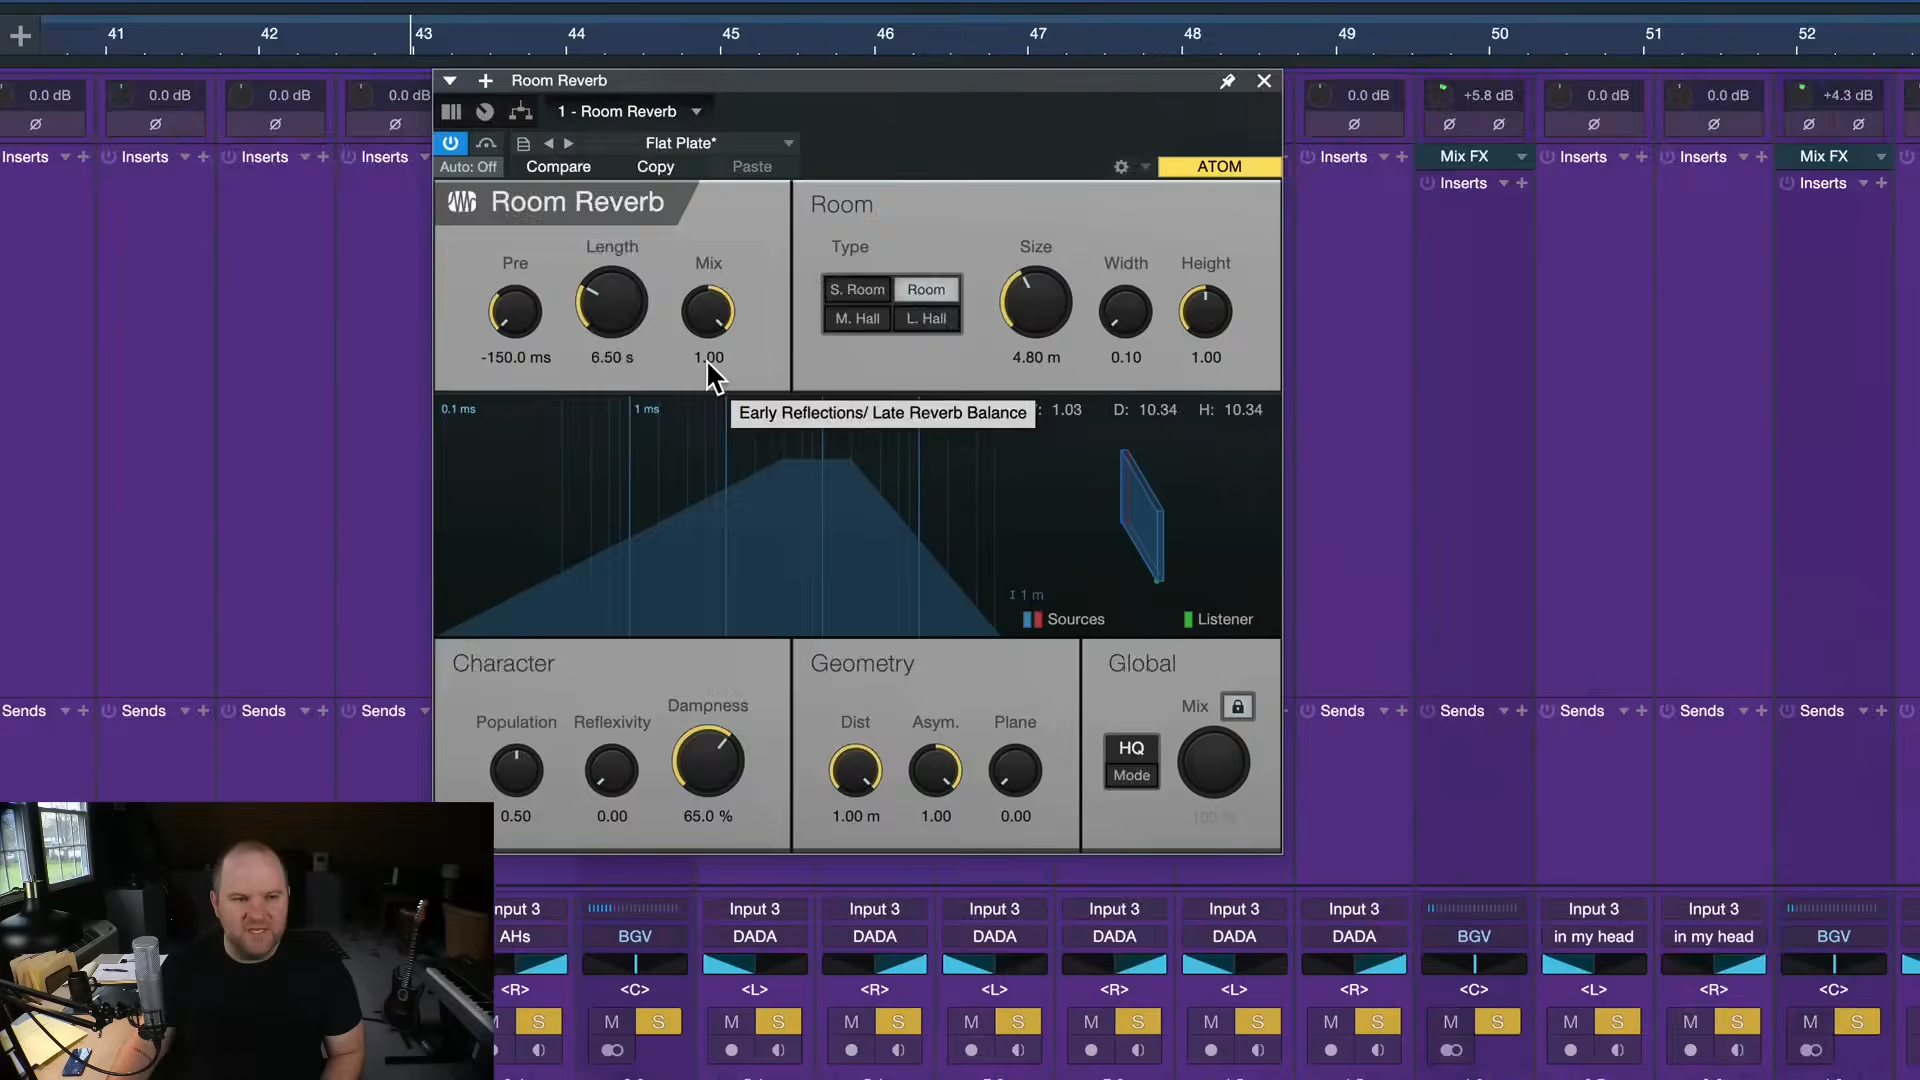 41 42 43 44 45 46 47 48 49 50 51 52
Room Reverb
0.0 dB 0.0 dB 0.0 dB 0.0 dB 0.0 dB +5.8 dB 0.0 dB 0.0 dB +4.3 dB
1 - Room Reverb
Flat Plate*
Inserts Inserts Inserts Inserts Inserts Mix FX Inserts Inserts Mix FX
Auto: Off Compare Copy Paste ATOM
Inserts Inserts
Room Reverb
Room
Length Type Size
Pre Mix Width Height
S. Room Room
M. Hall L. Hall
-150.0 ms 6.50 s 1.00 4.80 m 0.10 1.00
0.1 ms 1 ms Early Reflections/ Late Reverb Balance : 1.03 D: 10.34 H: 10.34
1 m
Sources Listener
Character Geometry Global
Dampness Mix
Sends Sends Sends Sends Sends Sends Sends Sends Sends
Population Reflexivity Dist Asym. Plane
HQ
Mode
0.50 0.00 65.0 % 1.00 m 1.00 0.00 100 %
nput 3 Input 3 Input 3 Input 3 Input 3 Input 3 Input 3 Input 3 Input 3
AHs BGV DADA DADA DADA DADA DADA DADA BGV in my head in my head BGV
<R> <C> <L> <R> <L> <R> <L> <R> <C> <L> <R> <C>
M S M S M S M S M S M S M S M S M S M S M S M S